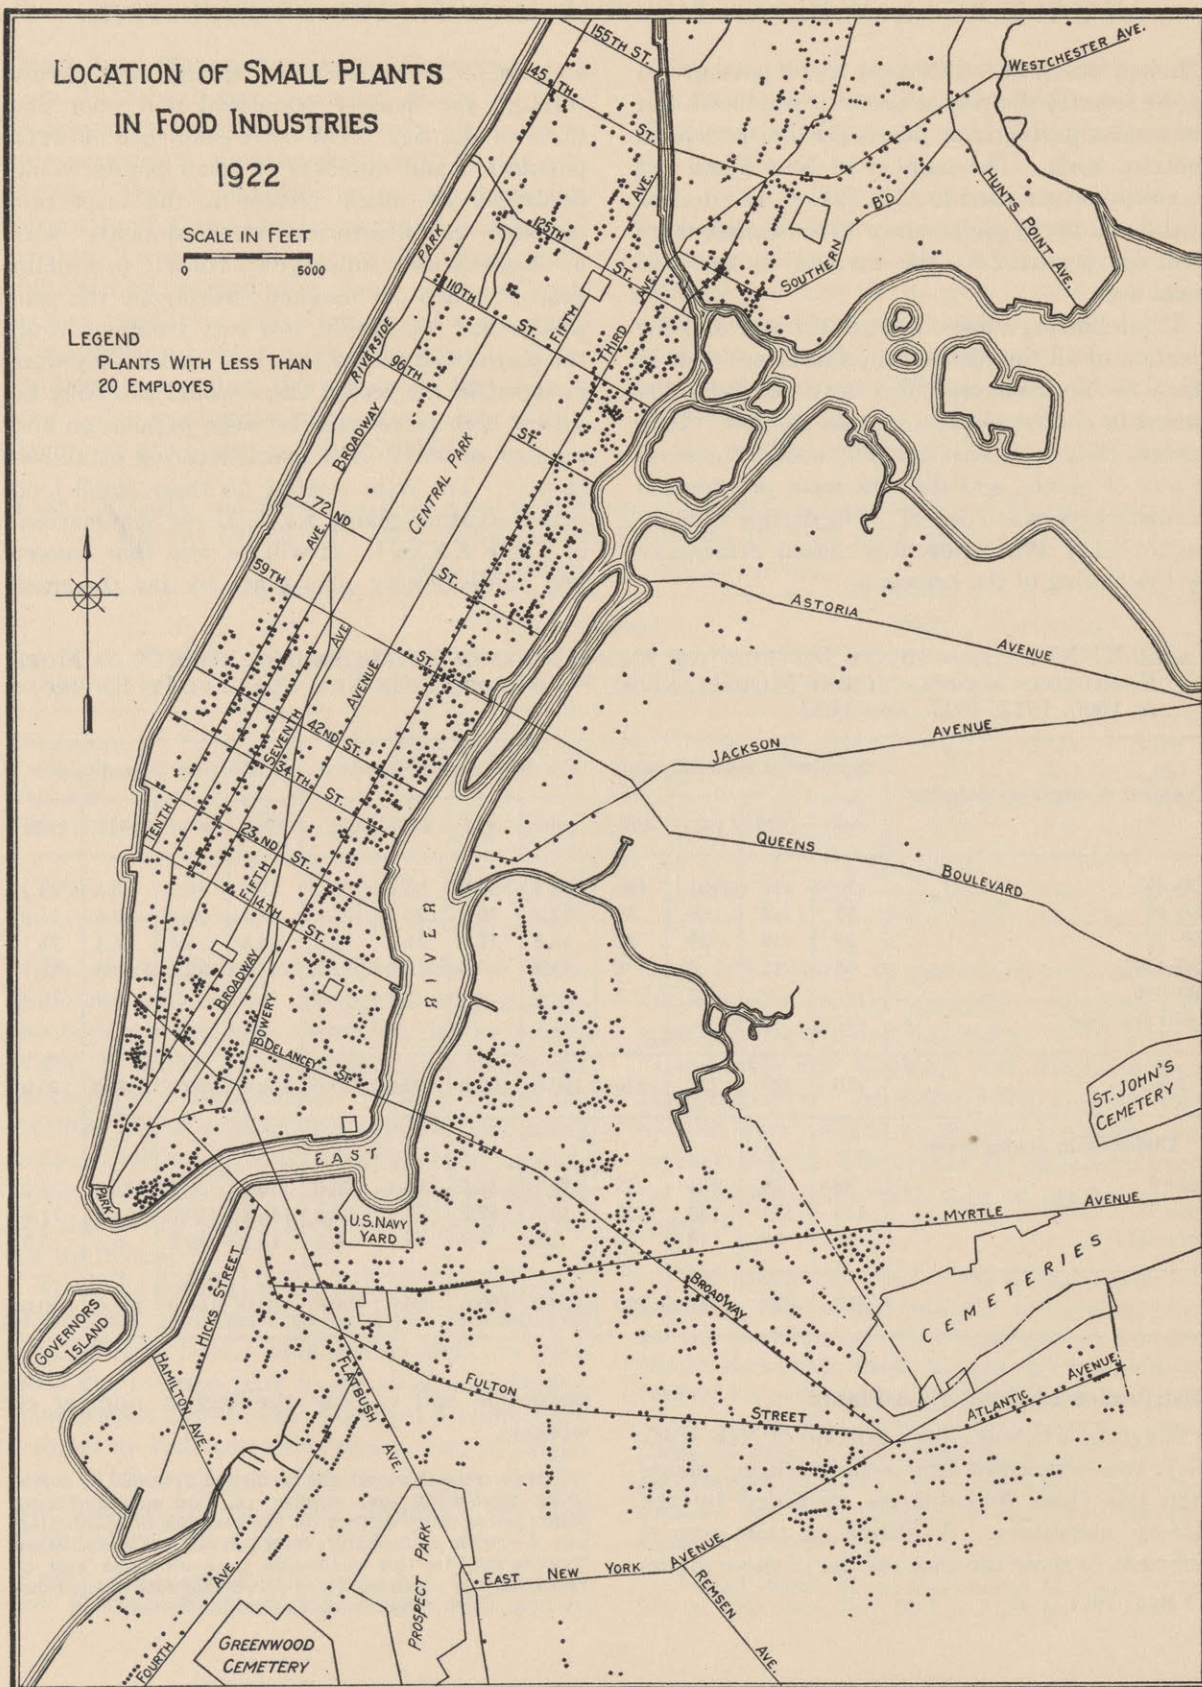 LOCATION OF SMALL PLANTS
IN FOOD INDUSTRIES
1922
SCALE IN FEET
0 5000
LEGEND
PLANTS WITH LESS THAN
20 EMPLOYES
155TH ST.
145TH ST.
WESTCHESTER AVE.
HUNTS POINT AVE.
SOUTHERN B'D
125TH ST.
THIRD AVE.
AVE.
FIFTH
RIVERSIDE PARK
110TH ST.
96TH ST.
BROADWAY
CENTRAL PARK
72ND ST.
AVE.
59TH ST.
AVE.
AVENUE
SEVENTH
42ND ST.
34TH ST.
TENTH
23RD ST.
FIFTH
14TH ST.
BROADWAY
BOWERY
DELANCEY ST.
PARK
EAST
RIVER
ASTORIA
AVENUE
JACKSON
AVENUE
QUEENS
BOULEVARD
ST. JOHN'S
CEMETERY
U.S. NAVY
YARD
MYRTLE
AVENUE
CEMETERIES
BROADWAY
GOVERNORS
ISLAND
HICKS STREET
HAMILTON AVE.
FLATBUSH AVE.
FULTON
STREET
ATLANTIC
AVENUE
PROSPECT PARK
EAST NEW YORK AVENUE
REMSEN AVE.
FOURTH AVE.
GREENWOOD
CEMETERY